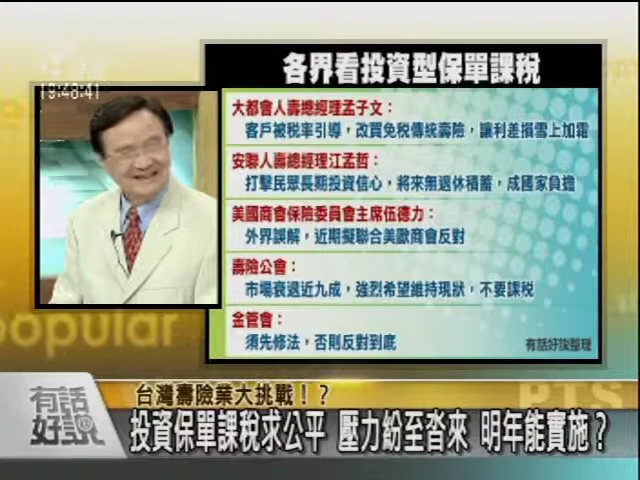 各界看投資型保單課稅
19:48:41
大都會人壽總經理孟子文：
客戶被稅率引導，改買免稅傳統壽險，讓利差損雪上加霜
安聯人壽總經理江孟哲：
打擊民眾長期投資信心，將來無退休積蓄，成國家負擔
美國商會保險委員會主席伍德力：
外界誤解，近期擬聯合美歐商會反對
壽險公會：
市場衰退近九成，強烈希望維持現狀，不要課稅
金管會：
須先修法，否則反對到底
有話好說整理
popular
台灣壽險業大挑戰！？
PTS
有話好說
投資保單課稅求公平 壓力紛至沓來 明年能實施？